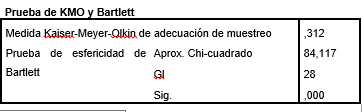 Prueba de KMO y Bartlett
Medida Kaiser-Meyer-Olkin de adecuación de muestreo ,312
Prueba de esfericidad de Aprox. Chi-cuadrado 84,117
Bartlett Gl 28
Sig. ,000